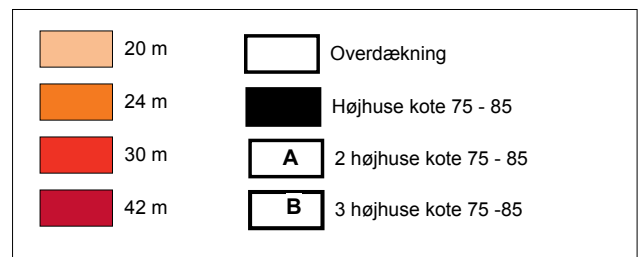 20 m
Overdækning
24 m
Højhuse kote 75 - 85
30 m
A
2 højhuse kote 75 - 85
42 m
B
3 højhuse kote 75 -85